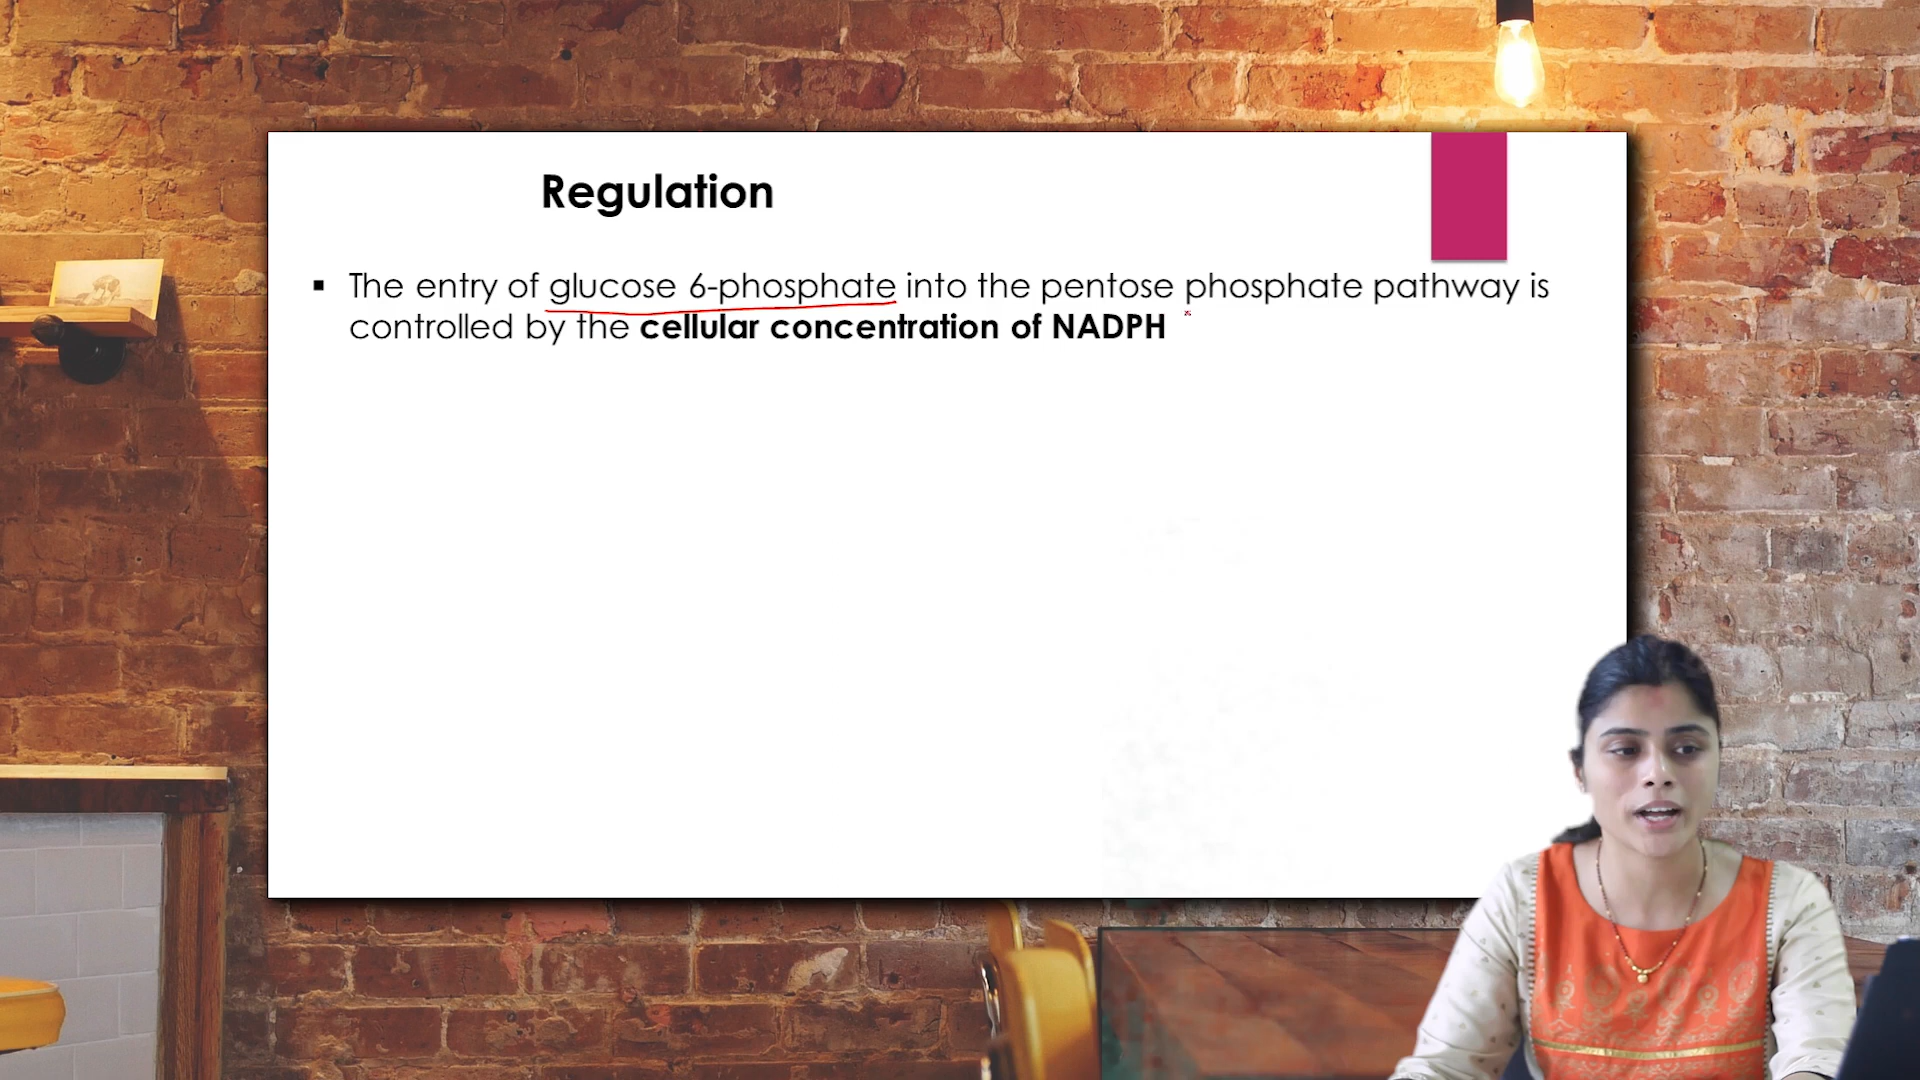 Regulation
▪ The entry of glucose 6-phosphate into the pentose phosphate pathway is
controlled by the cellular concentration of NADPH